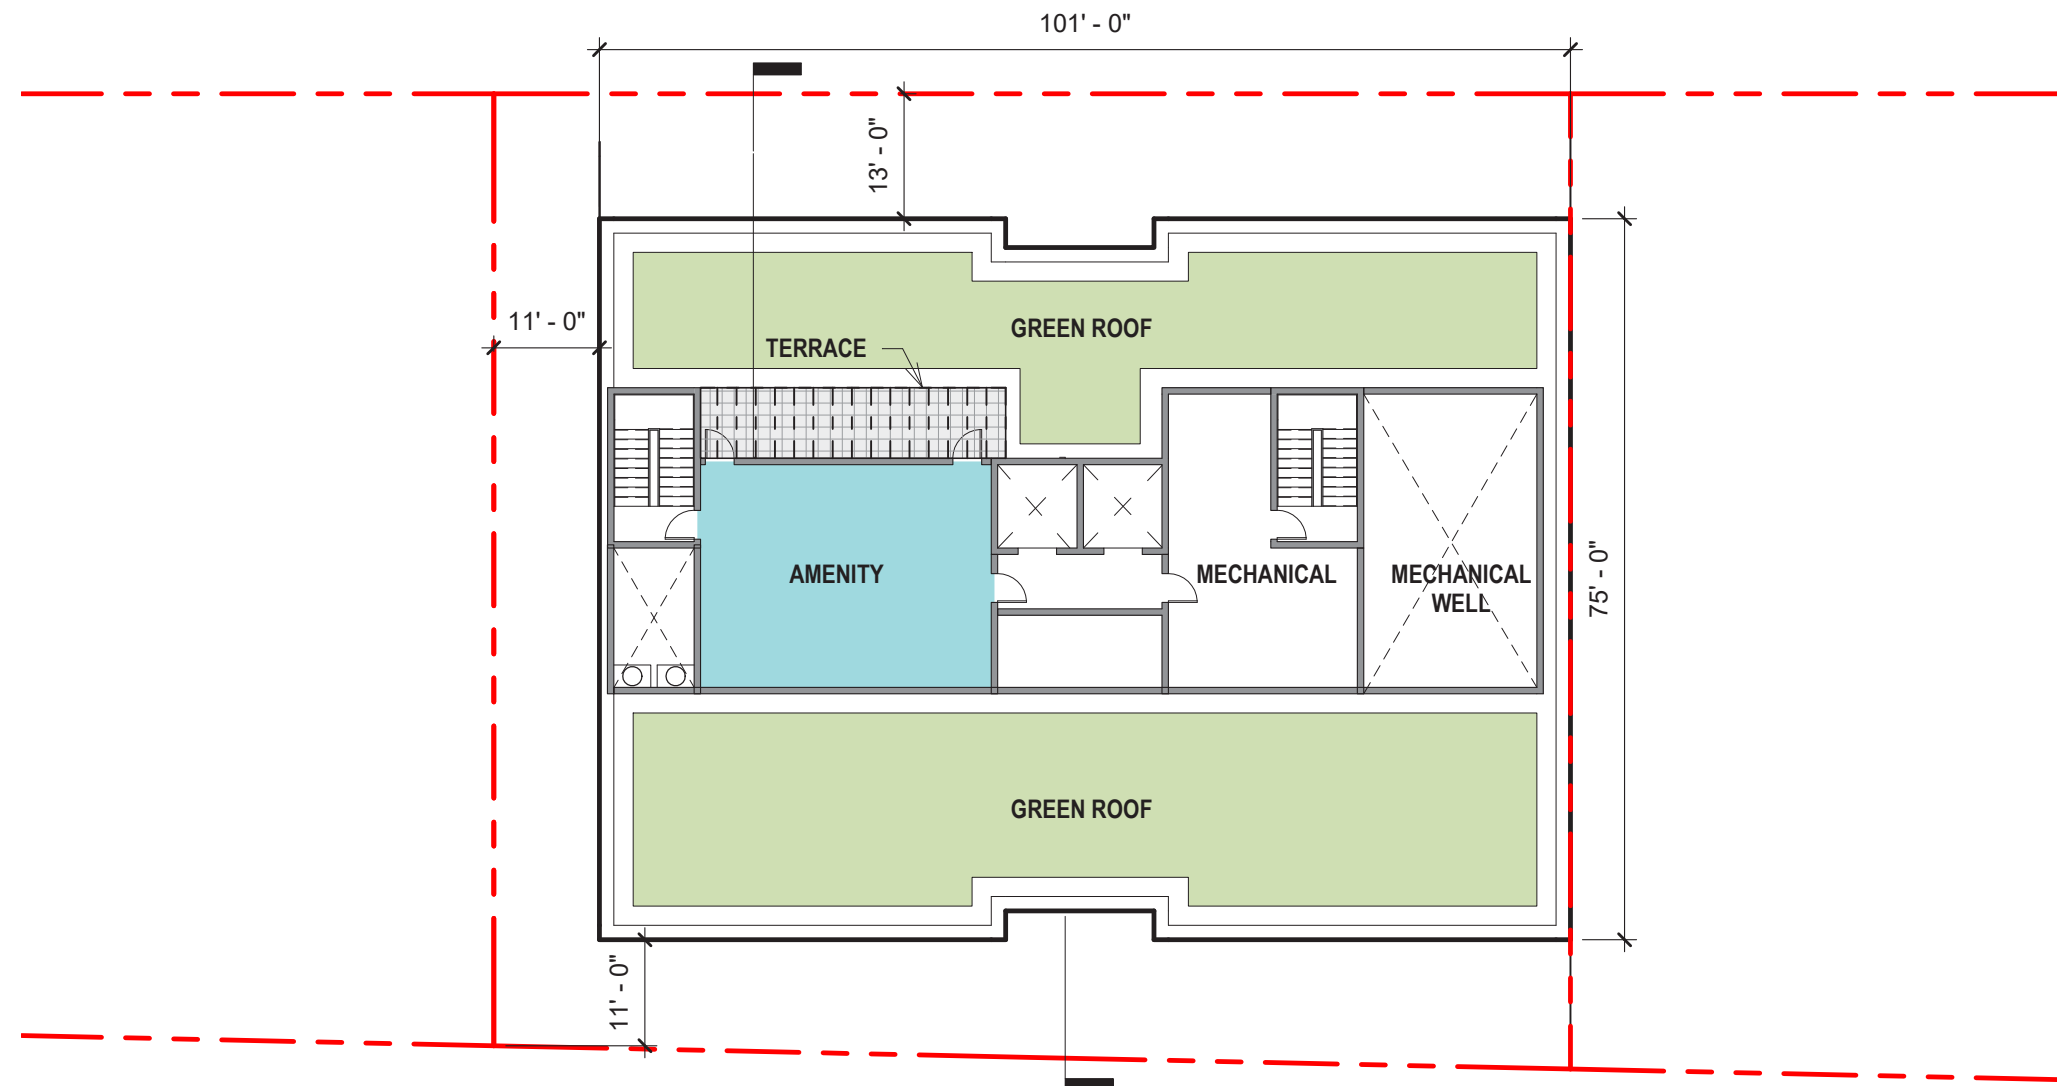 101' - 0"
13' - 0"
11' - 0"
GREEN ROOF
TERRACE
AMENITY
MECHANICAL
MECHANICAL
WELL
75' - 0"
GREEN ROOF
11' - 0"